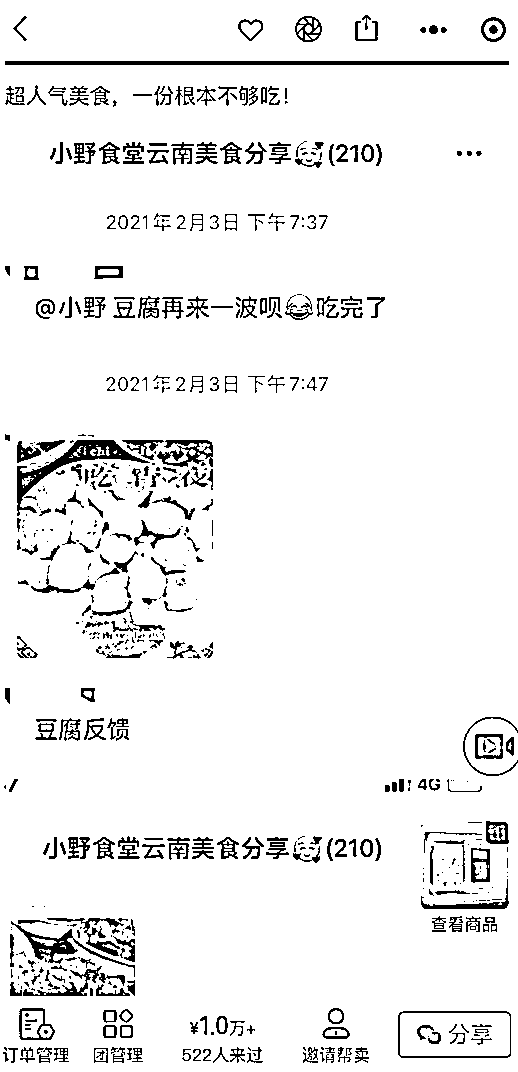 超人气美食，一份根本不够吃！
小野食堂云南美食分享🥰(210)
2021年2月3日 下午7:37
@小野 豆腐再来一波呗😂吃完了
2021年2月3日 下午7:47
豆腐反馈
4G
小野食堂云南美食分享🥰(210)
查看商品
¥1.0万+
订单管理 团管理 522人来过 邀请帮卖 分享